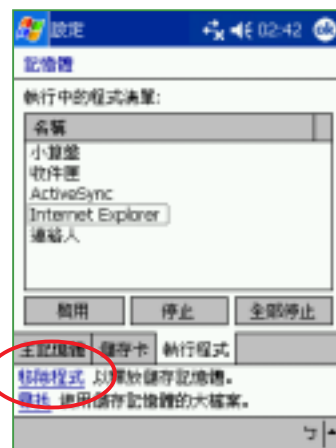 設定 02:42 ok
記憶體
執行中的程式清單:
名稱
小算盤
收件匣
ActiveSync
Internet Explorer
連絡人
啟用 停止 全部停止
主記憶體 儲存卡 執行程式
移除程式 以釋放儲存記憶體。
尋找 使用儲存記憶體的大檔案。